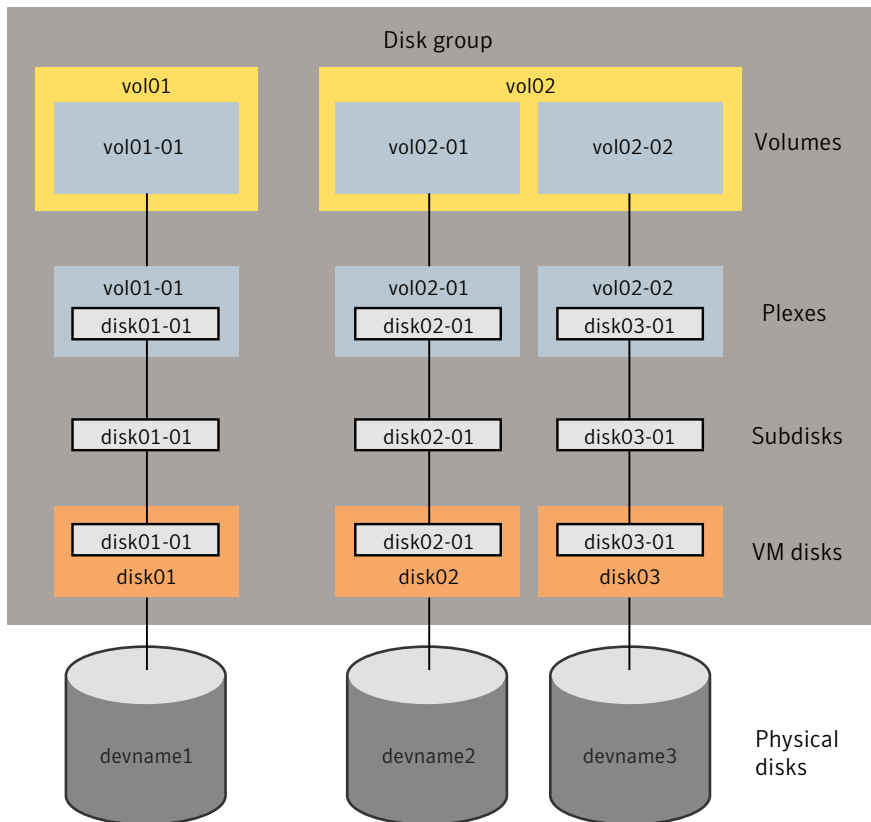 Disk group
vol01
vol02
vol01-01
vol02-01
vol02-02
Volumes
vol01-01
vol02-01
vol02-02
disk01-01
disk02-01
disk03-01
Plexes
disk01-01
disk02-01
disk03-01
Subdisks
disk01-01
disk02-01
disk03-01
VM disks
disk01
disk02
disk03
devname1
devname2
devname3
Physical
disks